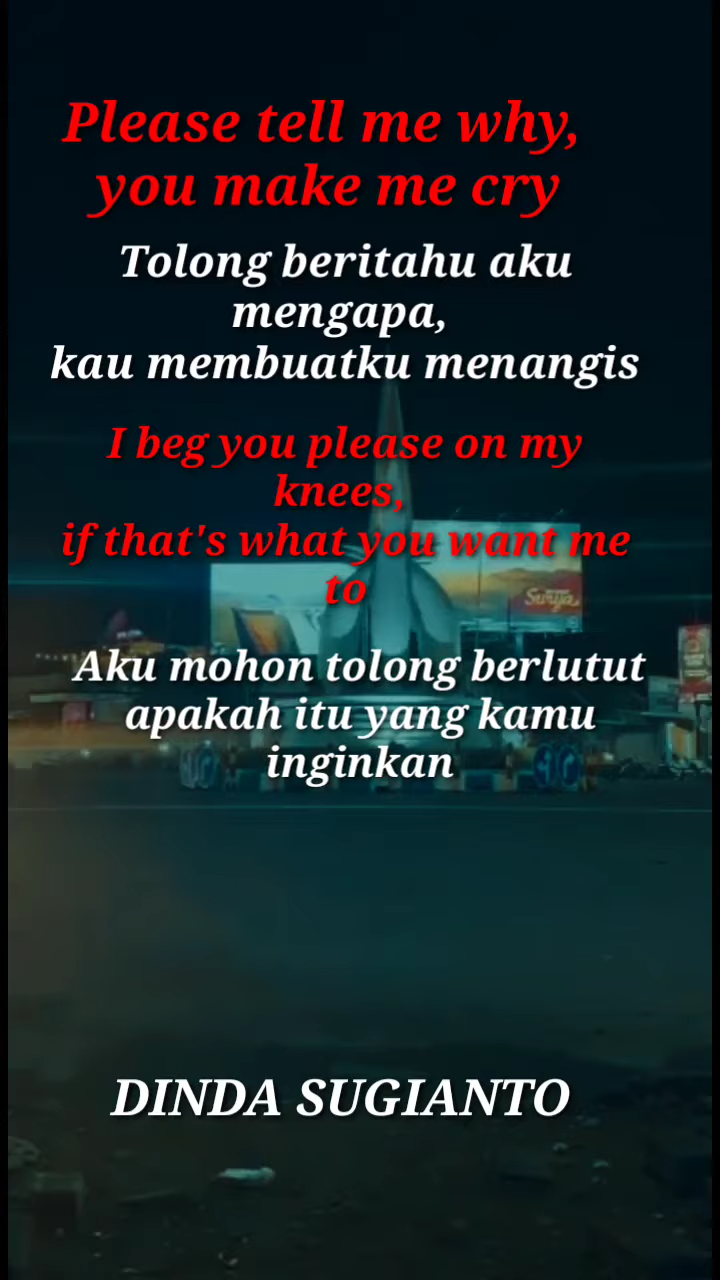 Please tell me why,
you make me cry
Tolong beritahu aku
mengapa,
kau membuatku menangis
I beg you please on my
knees,
if that's what you want me
to
Surya
Aku mohon tolong berlutut
apakah itu yang kamu
inginkan
DINDA SUGIANTO